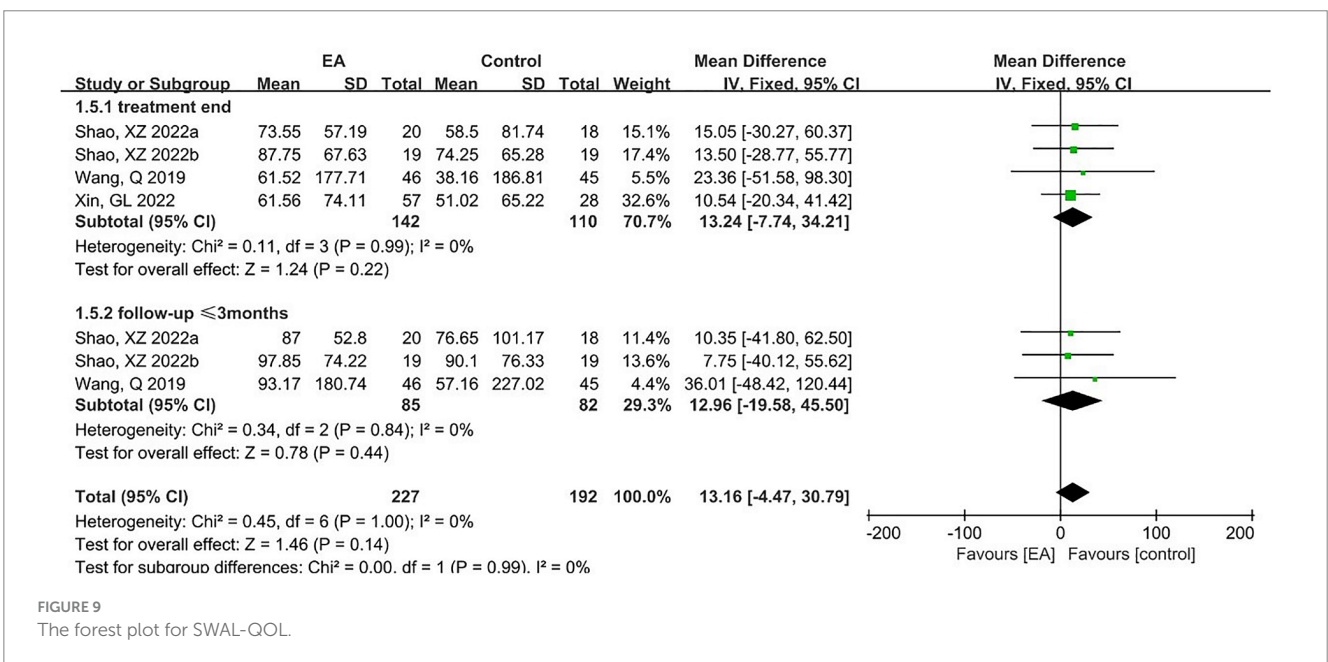 EA Control Mean Difference Mean Difference
Study or Subgroup Mean SD Total Mean SD Total Weight IV, Fixed, 95% CI IV, Fixed, 95% CI
1.5.1 treatment end
Shao, XZ 2022a 73.55 57.19 20 58.5 81.74 18 15.1% 15.05 [-30.27, 60.37]
Shao, XZ 2022b 87.75 67.63 19 74.25 65.28 19 17.4% 13.50 [-28.77, 55.77]
Wang, Q 2019 61.52 177.71 46 38.16 186.81 45 5.5% 23.36 [-51.58, 98.30]
Xin, GL 2022 61.56 74.11 57 51.02 65.22 28 32.6% 10.54 [-20.34, 41.42]
Subtotal (95% CI) 142 110 70.7% 13.24 [-7.74, 34.21]
Heterogeneity: Chi² = 0.11, df = 3 (P = 0.99); I² = 0%
Test for overall effect: Z = 1.24 (P = 0.22)
1.5.2 follow-up ≤3months
Shao, XZ 2022a 87 52.8 20 76.65 101.17 18 11.4% 10.35 [-41.80, 62.50]
Shao, XZ 2022b 97.85 74.22 19 90.1 76.33 19 13.6% 7.75 [-40.12, 55.62]
Wang, Q 2019 93.17 180.74 46 57.16 227.02 45 4.4% 36.01 [-48.42, 120.44]
Subtotal (95% CI) 85 82 29.3% 12.96 [-19.58, 45.50]
Heterogeneity: Chi² = 0.34, df = 2 (P = 0.84); I² = 0%
Test for overall effect: Z = 0.78 (P = 0.44)
Total (95% CI) 227 192 100.0% 13.16 [-4.47, 30.79]
Heterogeneity: Chi² = 0.45, df = 6 (P = 1.00); I² = 0%
Test for overall effect: Z = 1.46 (P = 0.14)
Test for subgroup differences: Chi² = 0.00, df = 1 (P = 0.99), I² = 0%
-200 -100 0 100 200
Favours [EA] Favours [control]
FIGURE 9
The forest plot for SWAL-QOL.